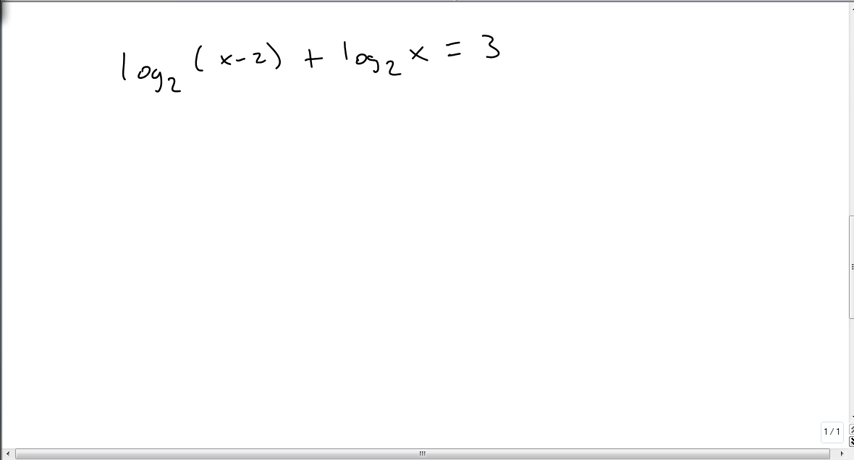 log₂(x-2) + log₂x = 3
1/1